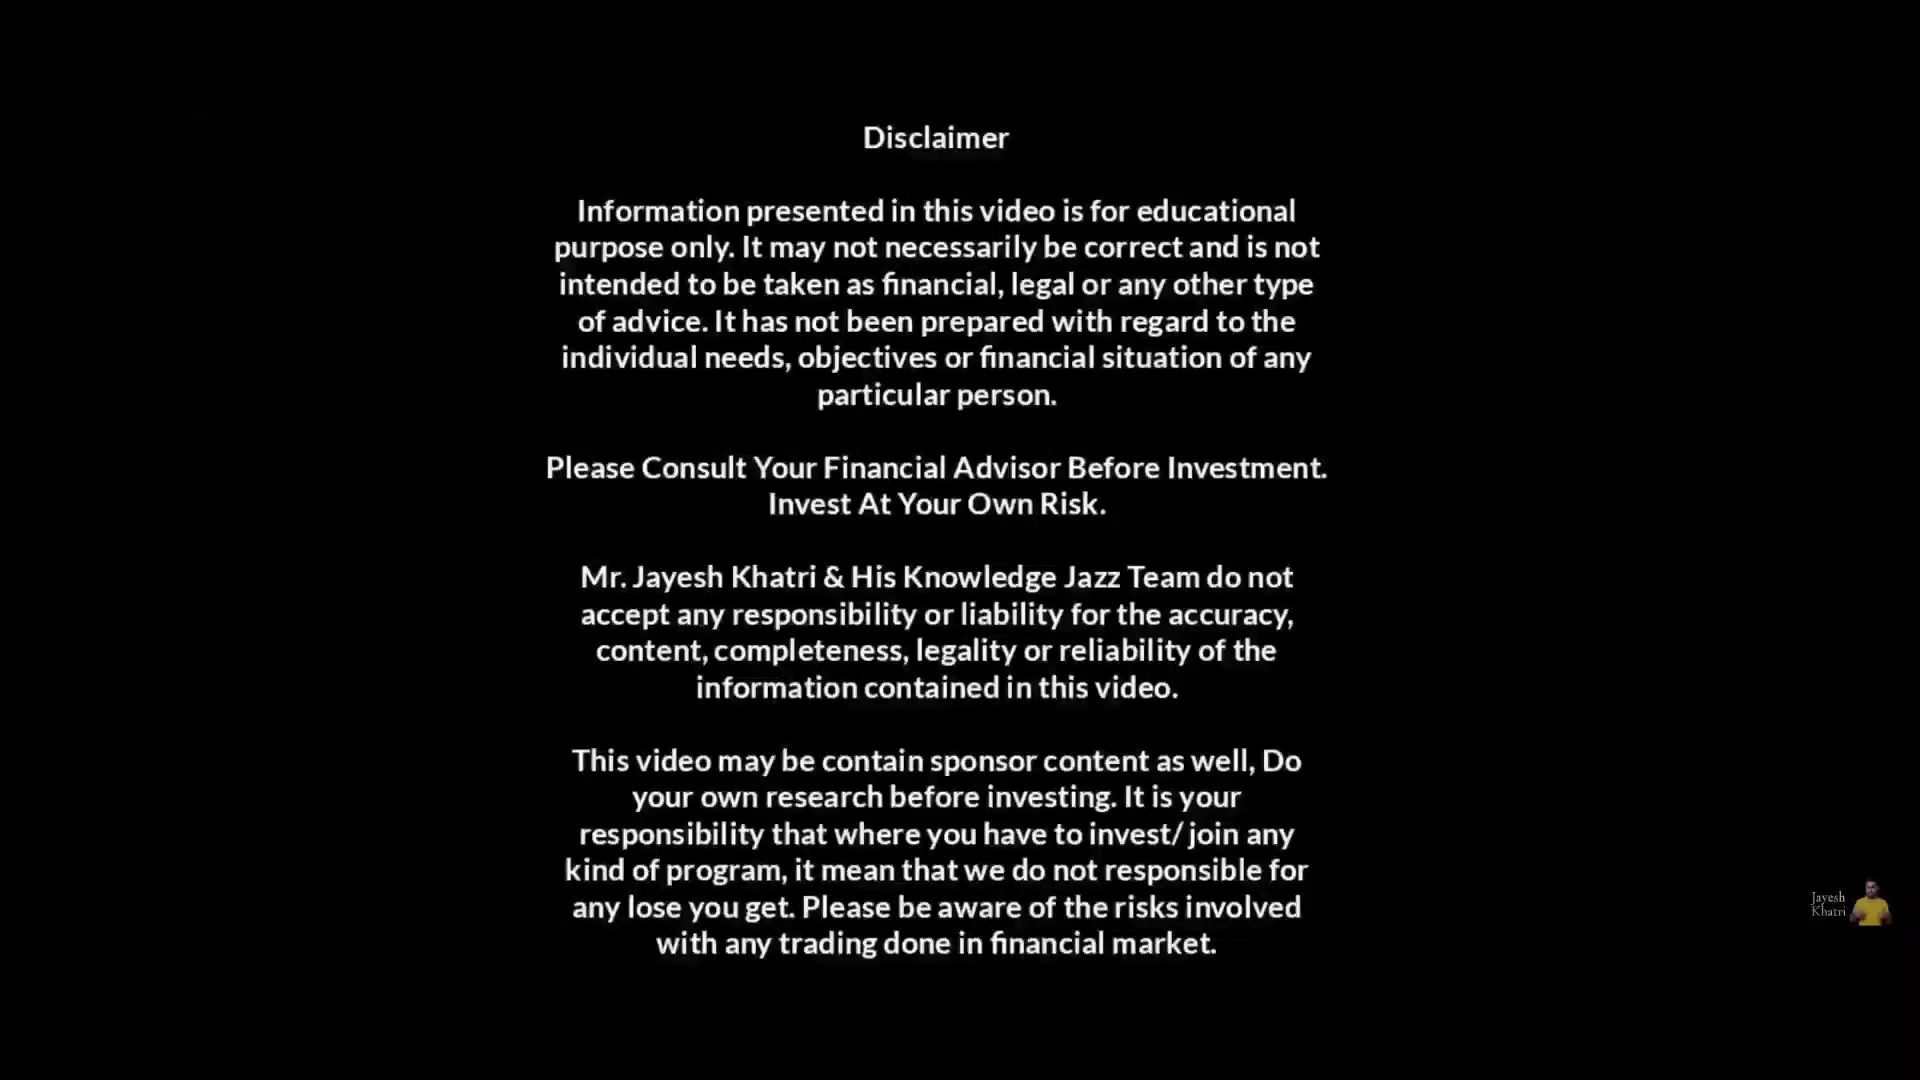 Disclaimer
Information presented in this video is for educational
purpose only. It may not necessarily be correct and is not
intended to be taken as financial, legal or any other type
of advice. It has not been prepared with regard to the
individual needs, objectives or financial situation of any
particular person.
Please Consult Your Financial Advisor Before Investment.
Invest At Your Own Risk.
Mr. Jayesh Khatri & His Knowledge Jazz Team do not
accept any responsibility or liability for the accuracy,
content, completeness, legality or reliability of the
information contained in this video.
This video may be contain sponsor content as well, Do
your own research before investing. It is your
responsibility that where you have to invest/ join any
kind of program, it mean that we do not responsible for
any lose you get. Please be aware of the risks involved
with any trading done in financial market.
Jayesh
Khatri